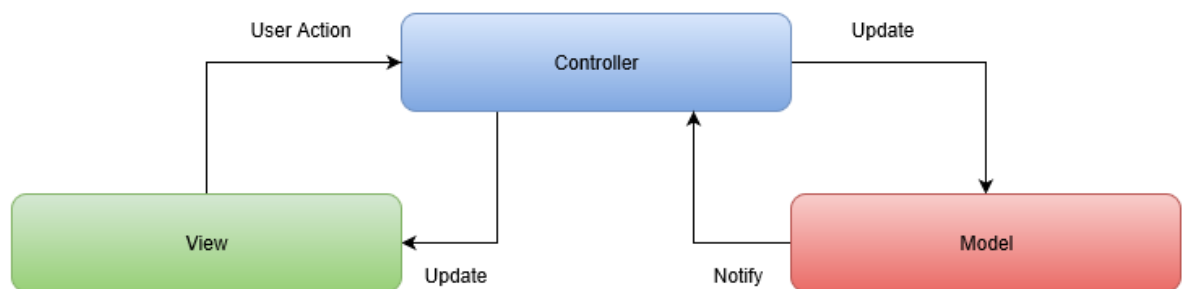 User Action
Controller
Update
View
Update
Notify
Model